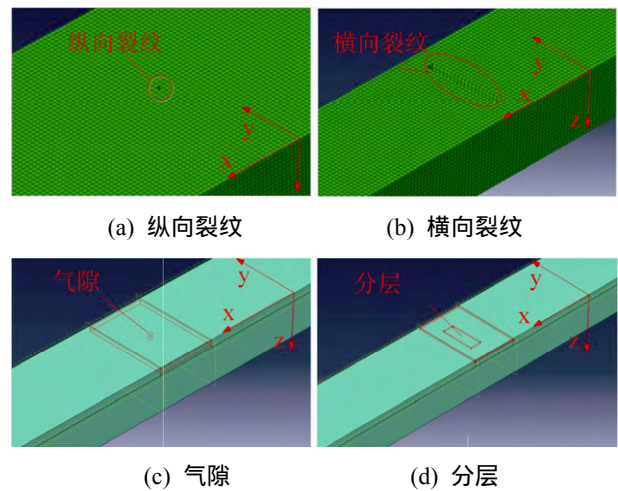 纵向裂纹
y
x
横向裂纹
y
x
z
(a) 纵向裂纹
(b) 横向裂纹
气隙
y
x
z
分层
y
x
z
(c) 气隙
(d) 分层